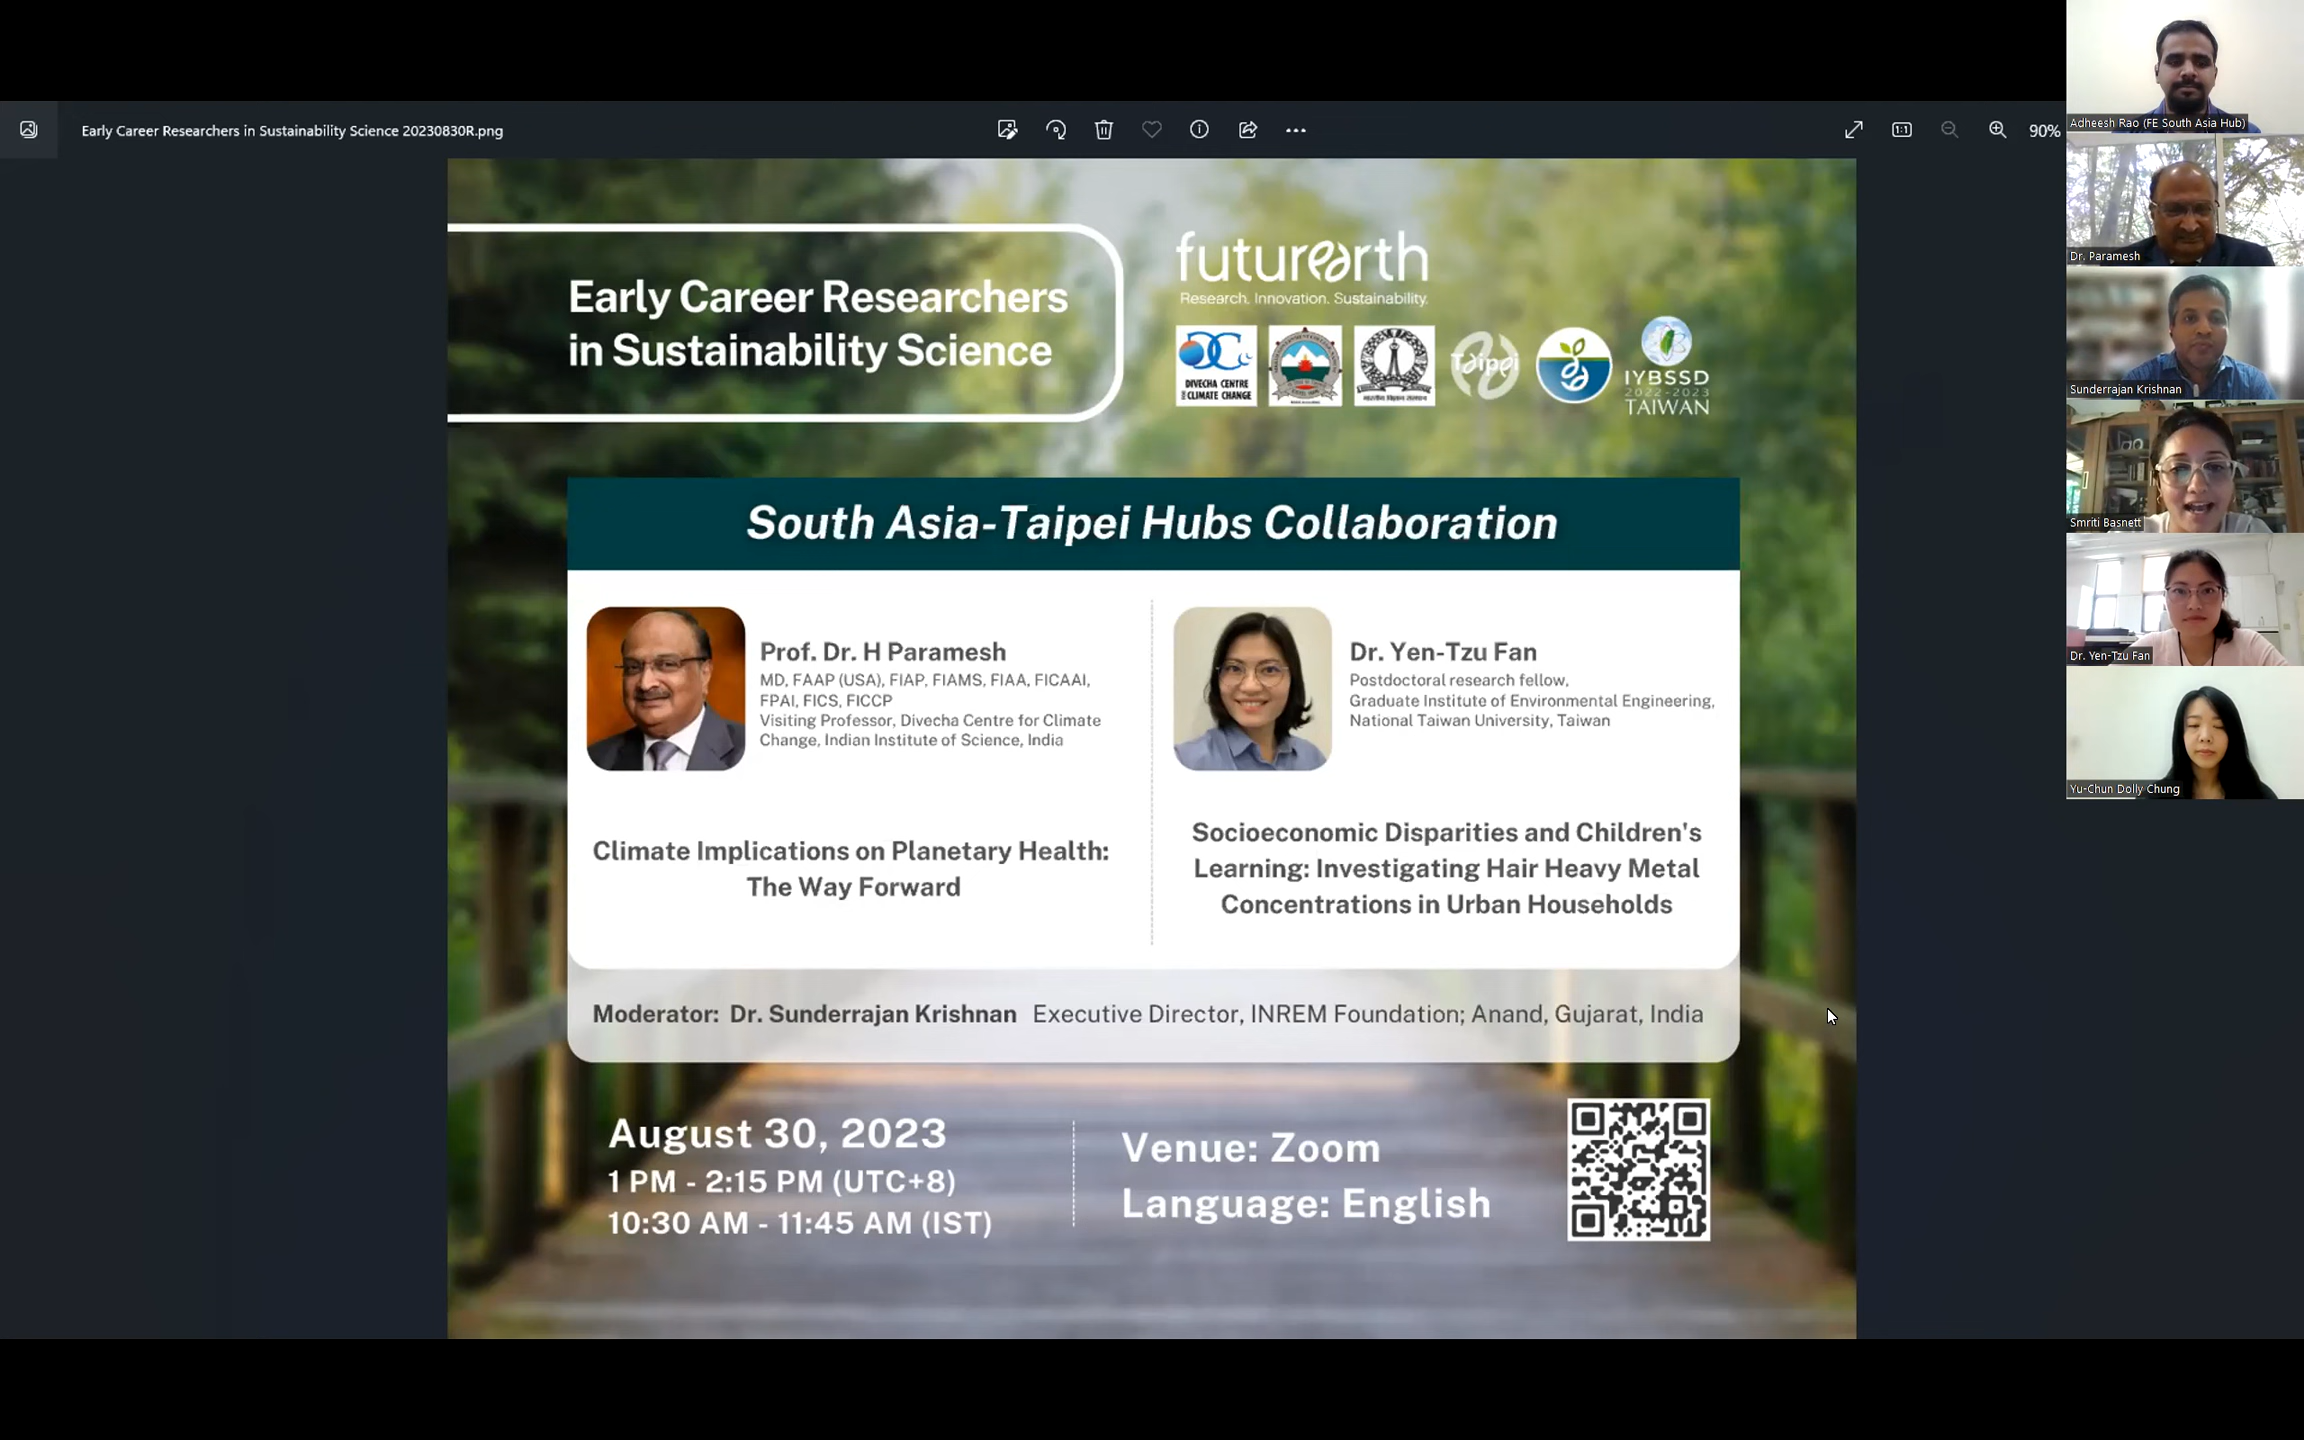 Early Career Researchers in Sustainability Science 20230830R.png
90%
Early Career Researchers
in Sustainability Science
futurearth
Research. Innovation. Sustainability.
DIVECHA CENTRE
FOR CLIMATE CHANGE
Taipei
IYBSSD
2022-2023
TAIWAN
South Asia-Taipei Hubs Collaboration
Prof. Dr. H Paramesh
MD, FAAP (USA), FIAP, FIAMS, FIAA, FICAAI,
FPAI, FICS, FICCP
Visiting Professor, Divecha Centre for Climate
Change, Indian Institute of Science, India
Climate Implications on Planetary Health:
The Way Forward
Dr. Yen-Tzu Fan
Postdoctoral research fellow,
Graduate Institute of Environmental Engineering,
National Taiwan University, Taiwan
Socioeconomic Disparities and Children's
Learning: Investigating Hair Heavy Metal
Concentrations in Urban Households
Moderator: Dr. Sunderrajan Krishnan Executive Director, INREM Foundation; Anand, Gujarat, India
August 30, 2023
1 PM - 2:15 PM (UTC+8)
10:30 AM - 11:45 AM (IST)
Venue: Zoom
Language: English
Adheesh Rao (FE South Asia Hub)
Dr. Paramesh
Sunderrajan Krishnan
Smriti Basnett
Dr. Yen-Tzu Fan
Yu-Chun Dolly Chung